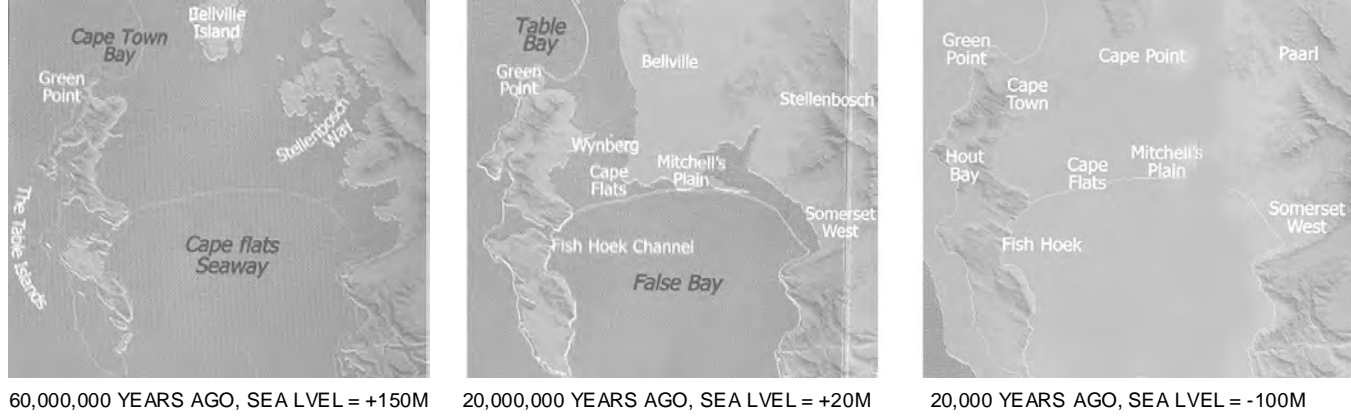 Cape Town
Bay
Bellville
Island
Green
Point
Stellenbosch
Way
The Table Islands
Cape flats
Seaway
60,000,000 YEARS AGO, SEA LVEL = +150M
Table
Bay
Bellville
Green
Point
Stellenbosch
Wynberg
Mitchell's
Plain
Cape
Flats
Somerset
West
Fish Hoek Channel
False Bay
20,000,000 YEARS AGO, SEA LVEL = +20M
Green
Point
Cape Point
Paarl
Cape
Town
Mitchell's
Plain
Hout
Bay
Cape
Flats
Somerset
West
Fish Hoek
20,000 YEARS AGO, SEA LEVEL = -100M